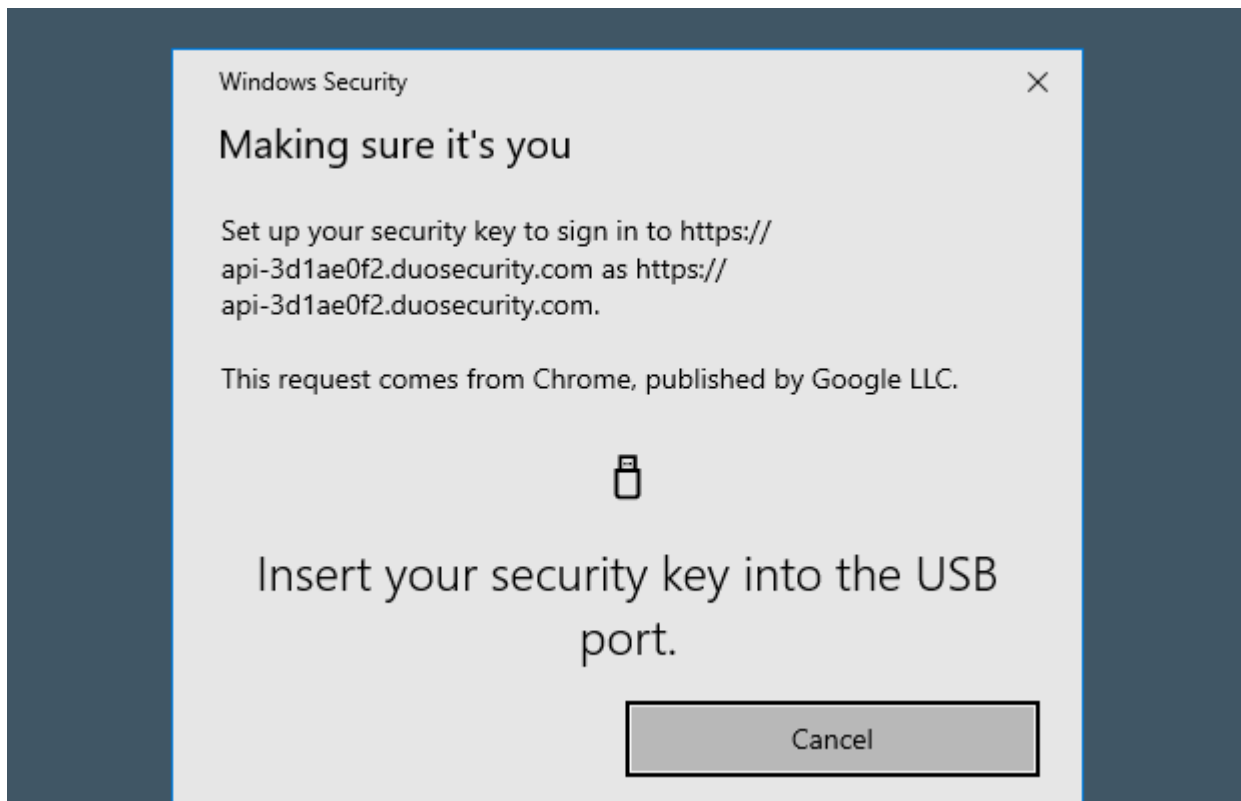 Windows Security
Making sure it's you
Set up your security key to sign in to https://
api-3d1ae0f2.duosecurity.com as https://
api-3d1ae0f2.duosecurity.com.
This request comes from Chrome, published by Google LLC.
Insert your security key into the USB
port.
Cancel